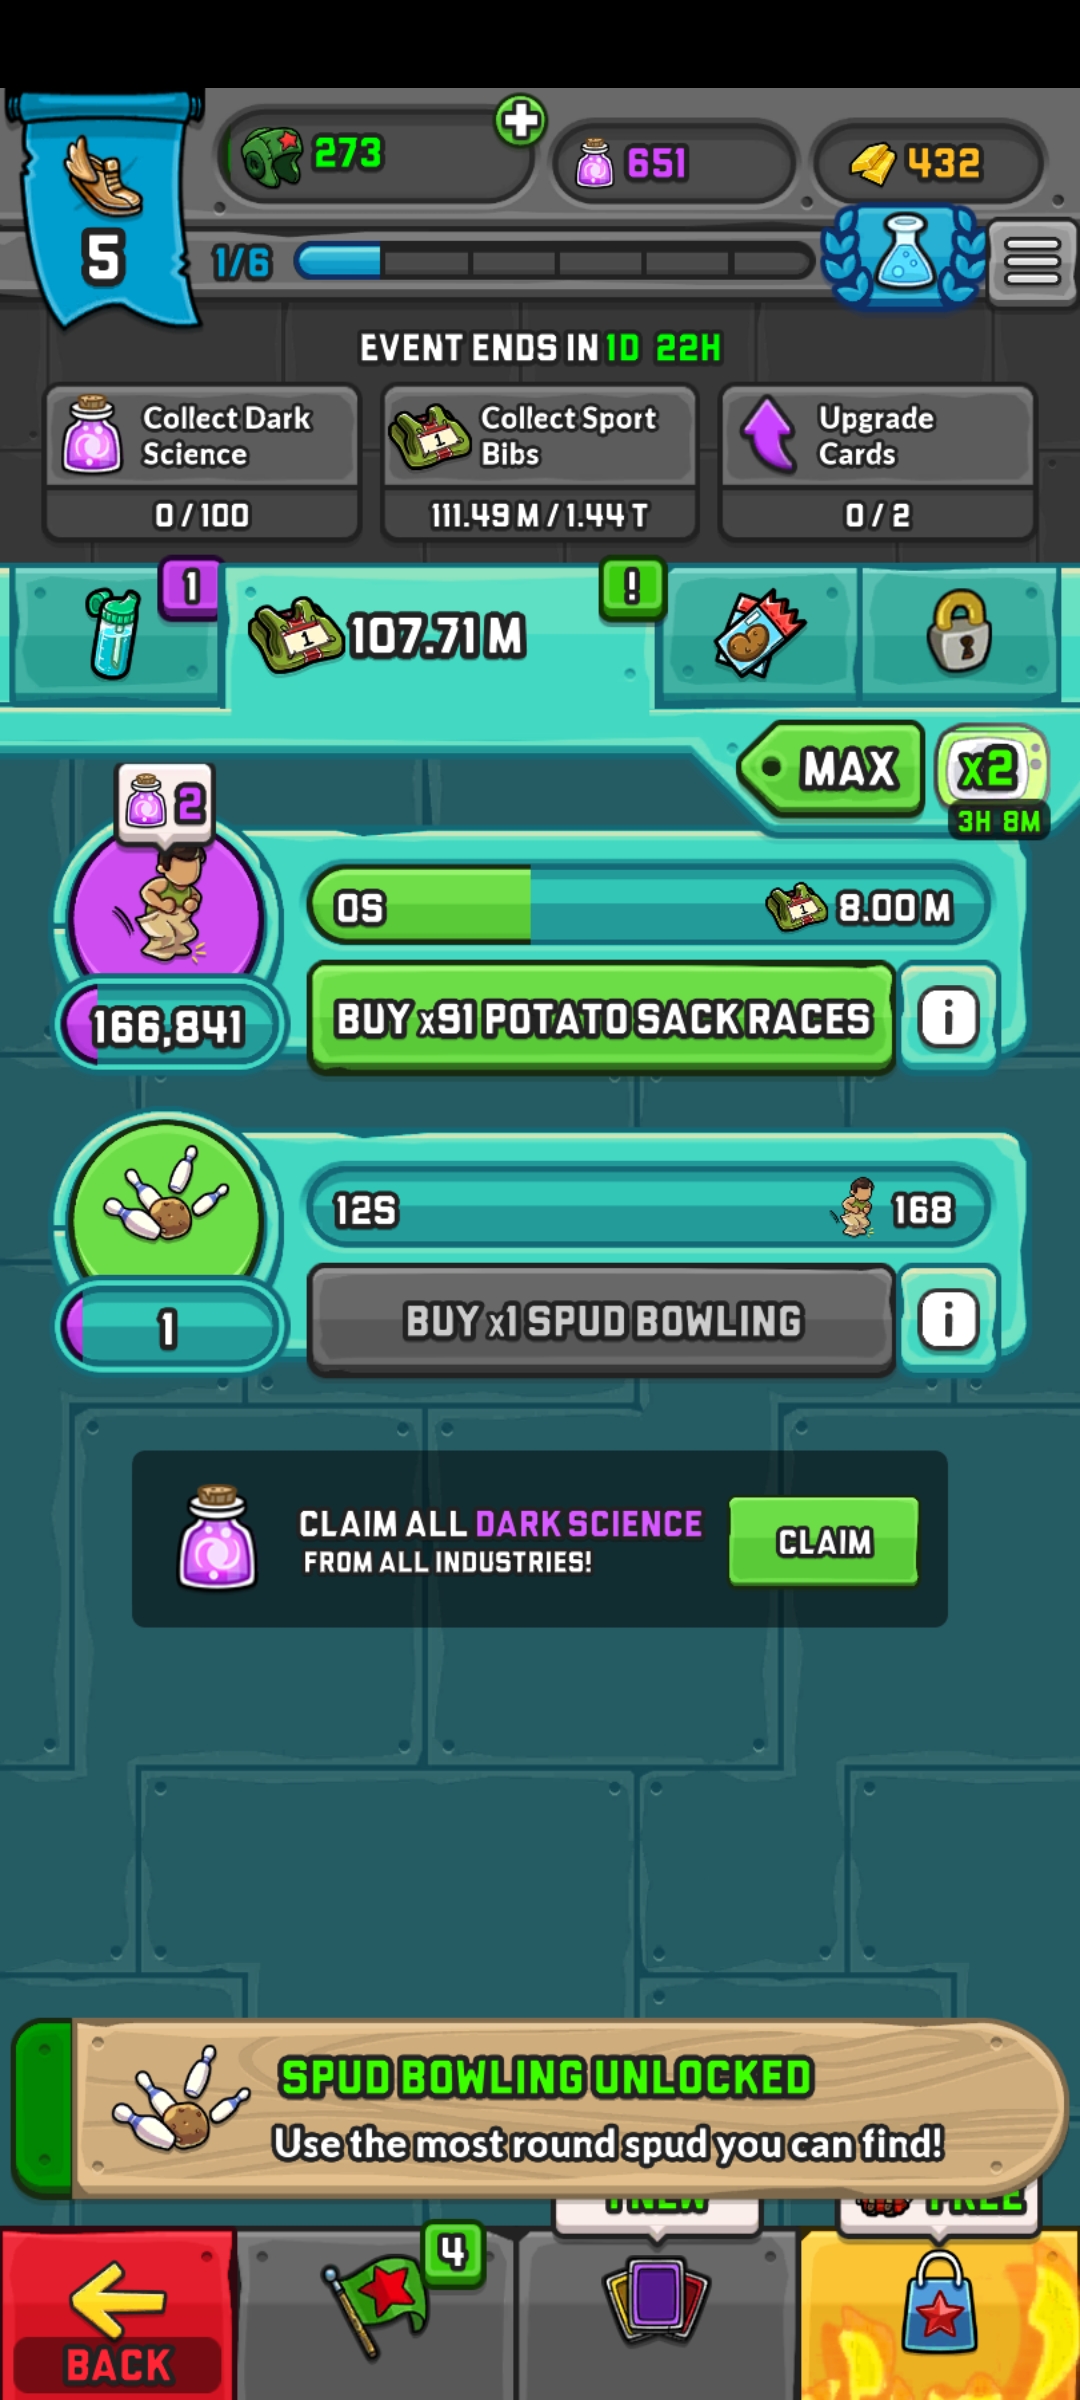 273
651
432
5
1/6
EVENT ENDS IN 1D 22H
Collect Dark
Science
0/100
Collect Sport
Bibs
111.49 M/1.44 T
Upgrade
Cards
0/2
1
1
107.71 M
!
MAX
x2
3H 8M
2
0S
1
8.00 M
166,841
BUY x91 POTATO SACK RACES
i
12S
168
1
BUY x1 SPUD BOWLING
i
CLAIM ALL DARK SCIENCE
FROM ALL INDUSTRIES!
CLAIM
SPUD BOWLING UNLOCKED
Use the most round spud you can find!
FREE
4
BACK